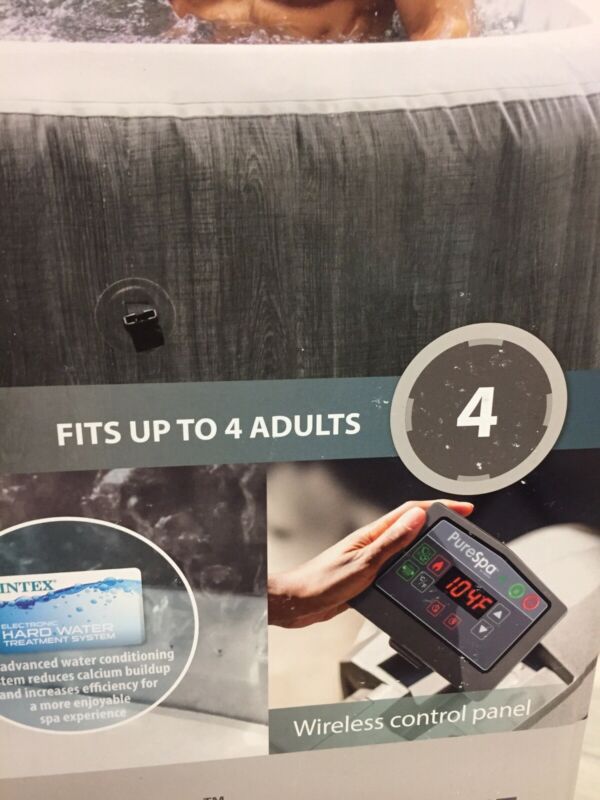 FITS UP TO 4 ADULTS
4
INTEX®
ELECTRONIC
HARD WATER
TREATMENT SYSTEM
advanced water conditioning
stem reduces calcium buildup
and increases efficiency for
a more enjoyable
spa experience
PureSpa
104F
Wireless control panel
TM